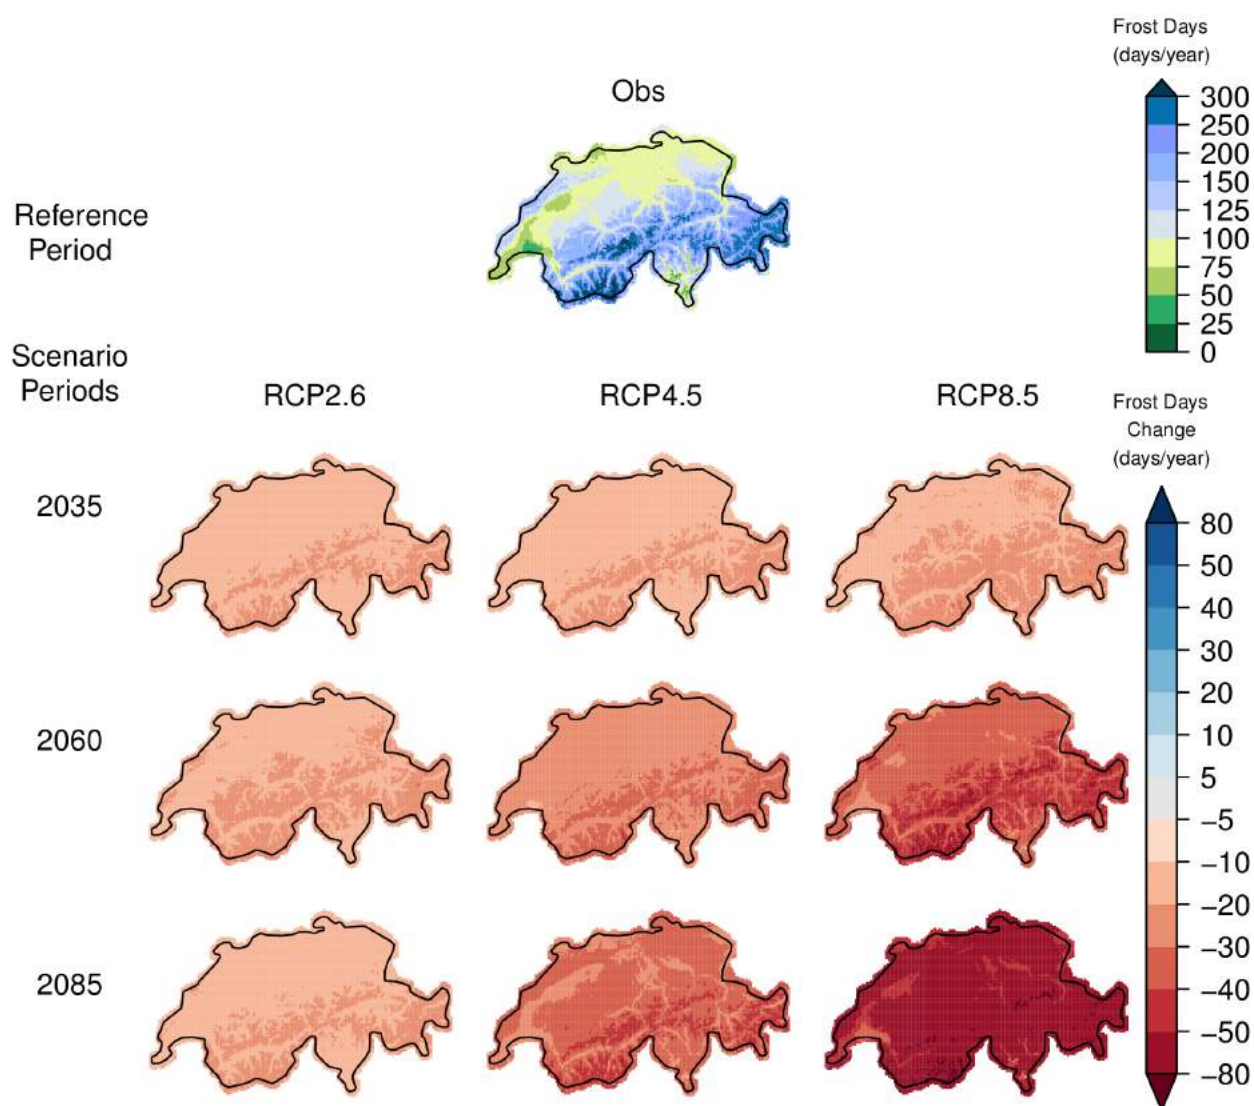 Frost Days
(days/year)
Obs
300
250
200
150
125
100
75
50
25
0
Reference
Period
Scenario
Periods
RCP2.6
RCP4.5
RCP8.5
Frost Days
Change
(days/year)
2035
2060
2085
80
50
40
30
20
10
5
−5
−10
−20
−30
−40
−50
−80